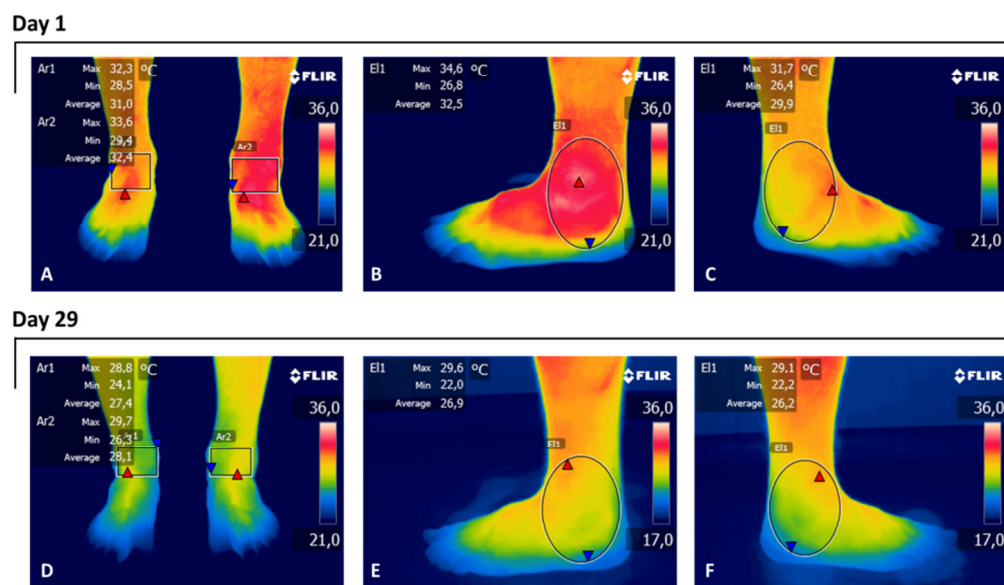 Day 1
Ar1 Max 32,3 °C
Min 28,5
Average 31,0
Ar2 Max 33,6
Min 29,4
Average 32,4
Ar2
FLIR
36,0
21,0
A
El1 Max 34,6 °C
Min 26,8
Average 32,5
El1
FLIR
36,0
21,0
B
El1 Max 31,7 °C
Min 26,4
Average 29,9
El1
FLIR
36,0
21,0
C
Day 29
Ar1 Max 28,8 °C
Min 24,1
Average 27,4
Ar2 Max 29,7
Min 26,3
Average 28,1
Ar2
FLIR
36,0
21,0
D
El1 Max 29,6 °C
Min 22,0
Average 26,9
El1
FLIR
36,0
17,0
E
El1 Max 29,1 °C
Min 22,2
Average 26,2
El1
FLIR
36,0
17,0
F